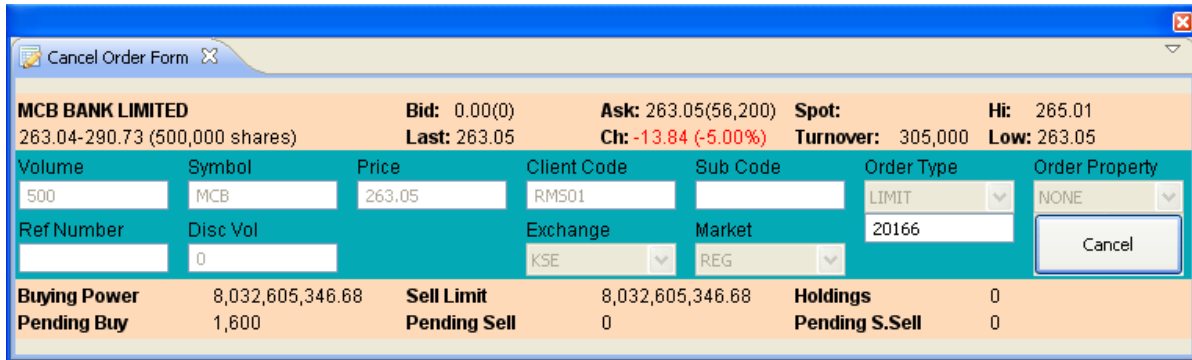 Cancel Order Form
MCB BANK LIMITED Bid: 0.00(0) Ask: 263.05(56,200) Spot: Hi: 265.01
263.04-290.73 (500,000 shares) Last: 263.05 Ch: -13.84 (-5.00%) Turnover: 305,000 Low: 263.05
Volume Symbol Price Client Code Sub Code Order Type Order Property
500 MCB 263.05 RMS01 LIMIT NONE
Ref Number Disc Vol Exchange Market 20166 Cancel
0 KSE REG
Buying Power 8,032,605,346.68 Sell Limit 8,032,605,346.68 Holdings 0
Pending Buy 1,600 Pending Sell 0 Pending S.Sell 0